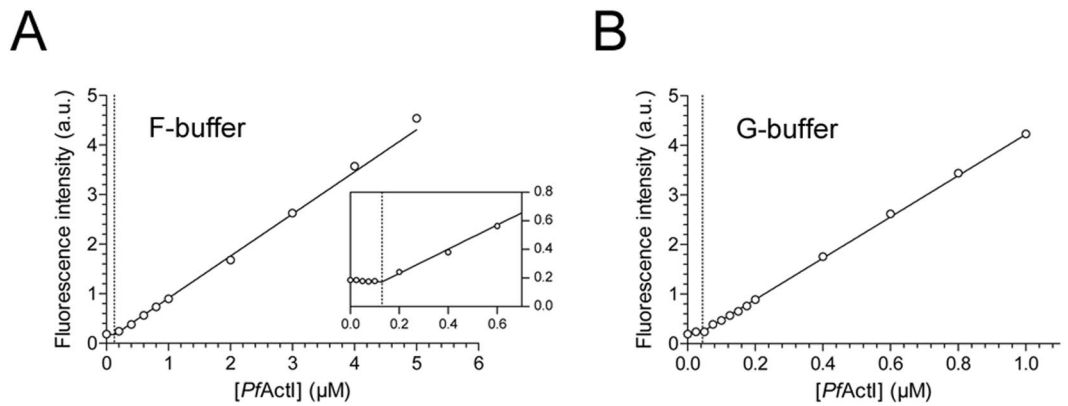 A
B
F-buffer
G-buffer
Fluorescence intensity (a.u.)
5
4
3
2
1
0
0 1 2 3 4 5 6
[PfActI] (µM)
0.8
0.6
0.4
0.2
0.0
0.0 0.2 0.4 0.6
Fluorescence intensity (a.u.)
5
4
3
2
1
0
0.0 0.2 0.4 0.6 0.8 1.0
[PfActI] (µM)